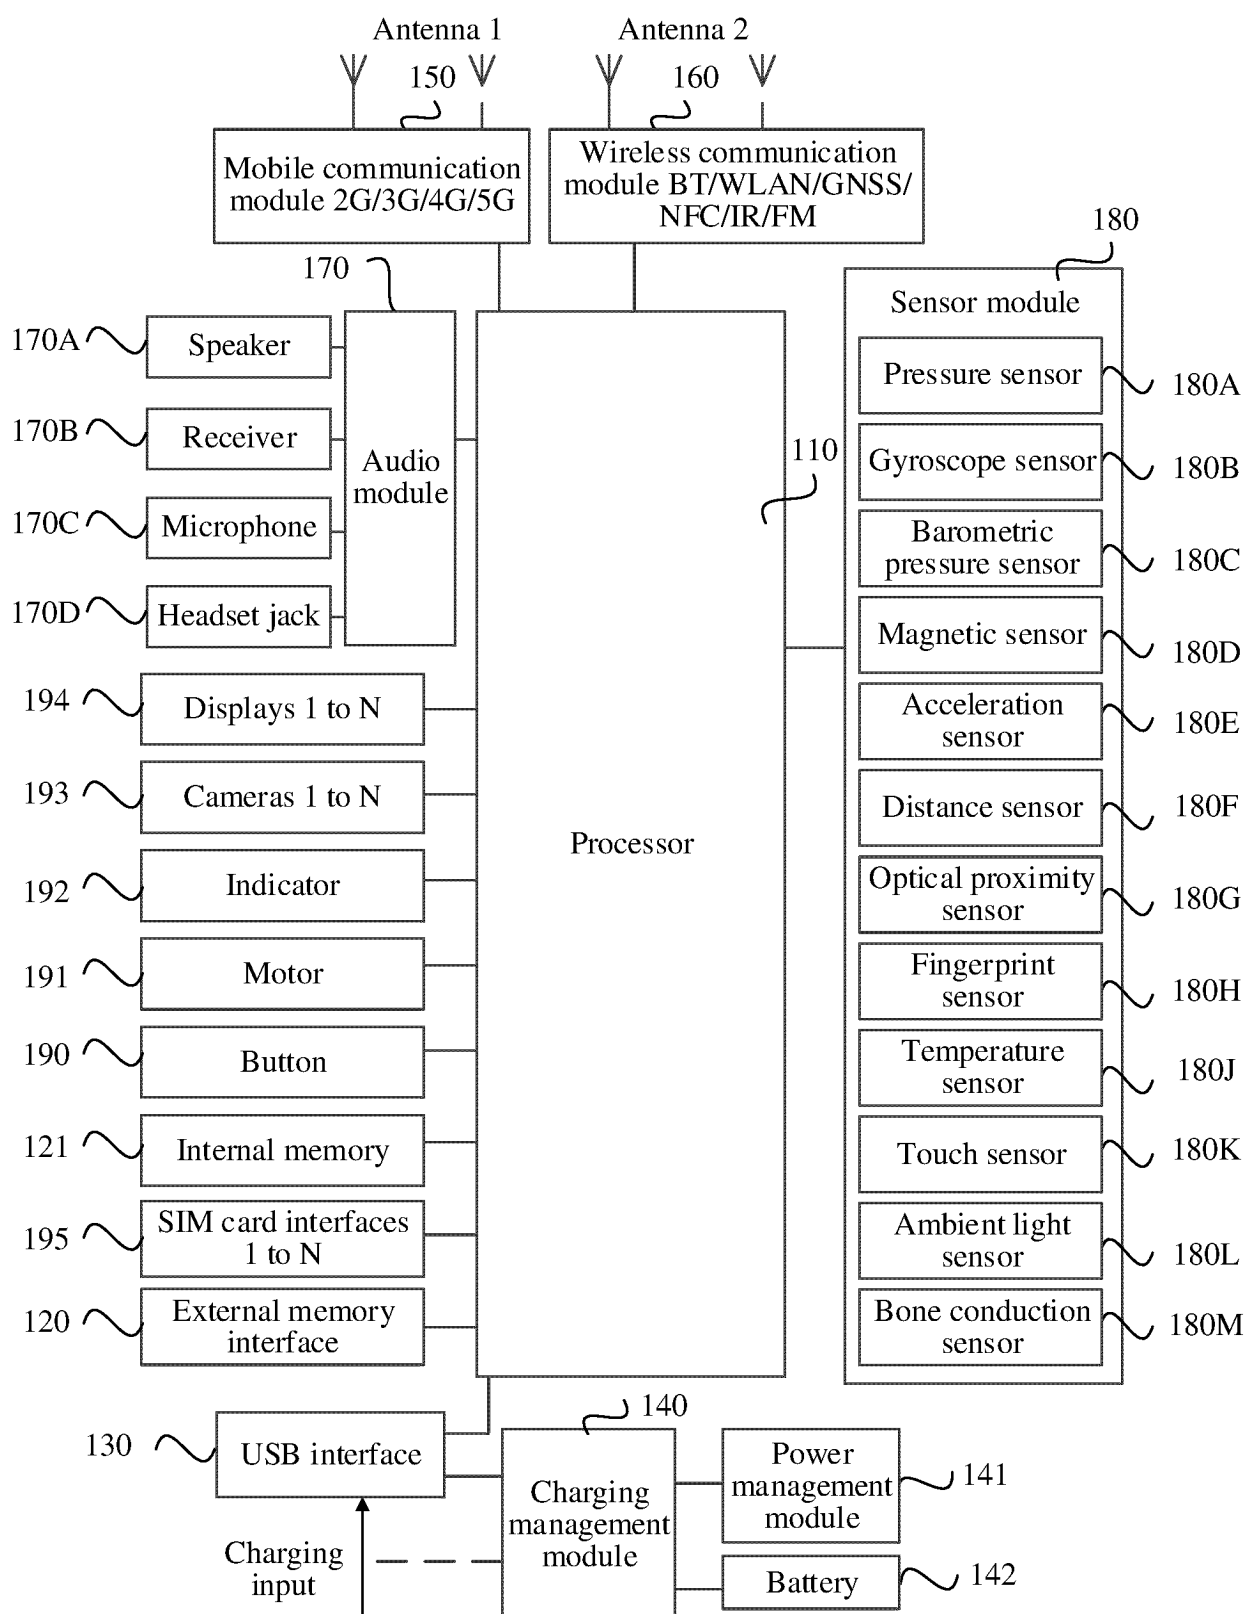 Antenna 1
Antenna 2
150
160
Mobile communication
module 2G/3G/4G/5G
Wireless communication
module BT/WLAN/GNSS/
NFC/IR/FM
170
180
Sensor module
170A
Speaker
170B
Receiver
170C
Microphone
170D
Headset jack
Audio
module
110
Processor
Pressure sensor
180A
Gyroscope sensor
180B
Barometric
pressure sensor
180C
Magnetic sensor
180D
Acceleration
sensor
180E
Distance sensor
180F
Optical proximity
sensor
180G
Fingerprint
sensor
180H
Temperature
sensor
180J
Touch sensor
180K
Ambient light
sensor
180L
Bone conduction
sensor
180M
194
Displays 1 to N
193
Cameras 1 to N
192
Indicator
191
Motor
190
Button
121
Internal memory
195
SIM card interfaces
1 to N
120
External memory
interface
130
USB interface
140
Charging
management
module
Power
management
module
141
Charging
input
Battery
142